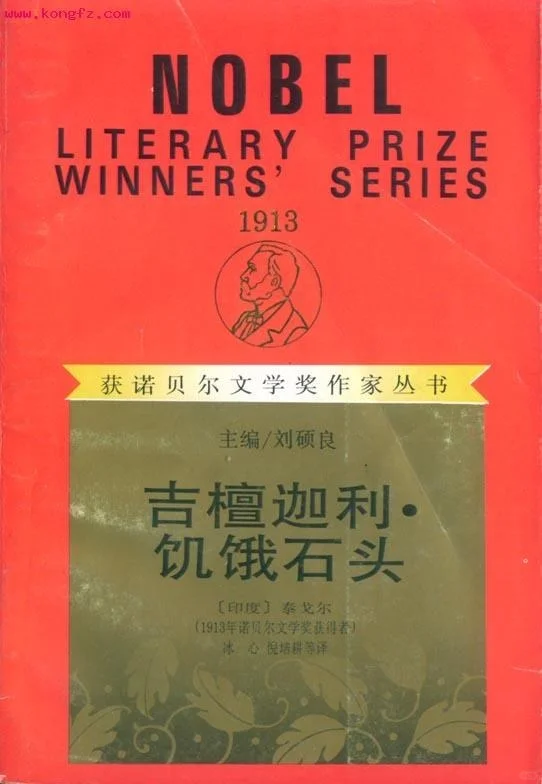 www.kongfz.com
NOBEL
LITERARY PRIZE
WINNERS' SERIES
1913
获诺贝尔文学奖作家丛书
主编/刘硕良
吉檀迦利·
饥饿石头
〔印度〕泰戈尔
(1913年诺贝尔文学奖获得者)
冰心 倪培耕等译